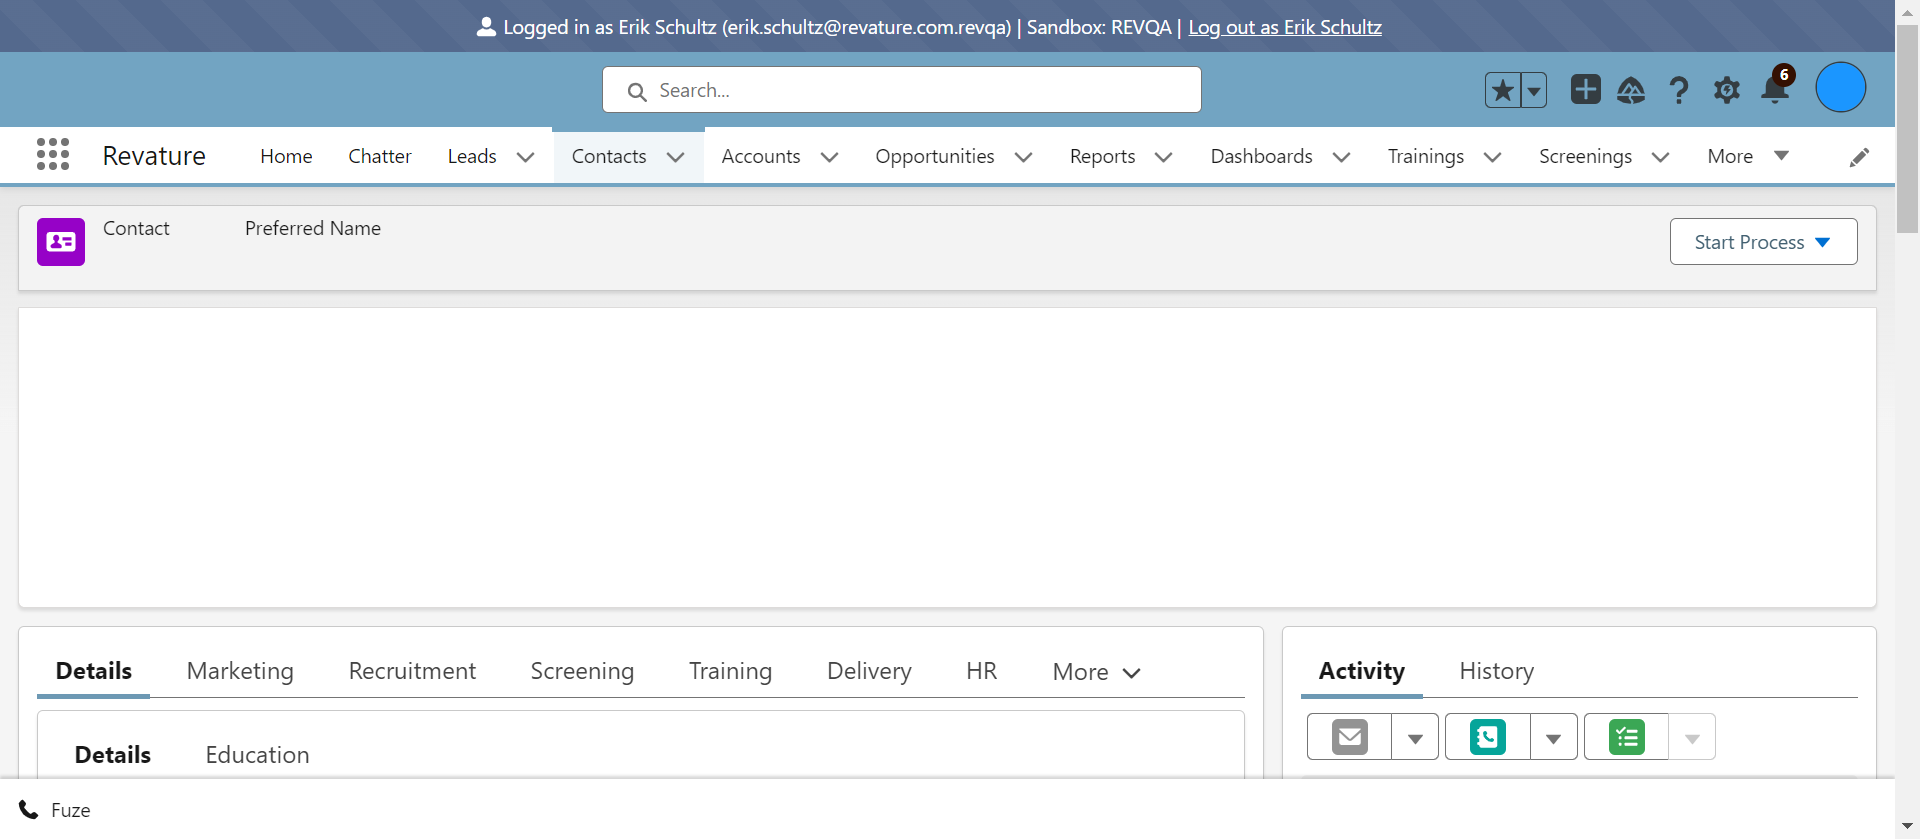 Logged in as Erik Schultz (erik.schultz@revature.com.revqa) | Sandbox: REVQA | Log out as Erik Schultz
Search...
6
Revature Home Chatter Leads Contacts Accounts Opportunities Reports Dashboards Trainings Screenings More
Contact Preferred Name
Start Process
Details Marketing Recruitment Screening Training Delivery HR More
Activity History
Details Education
Fuze